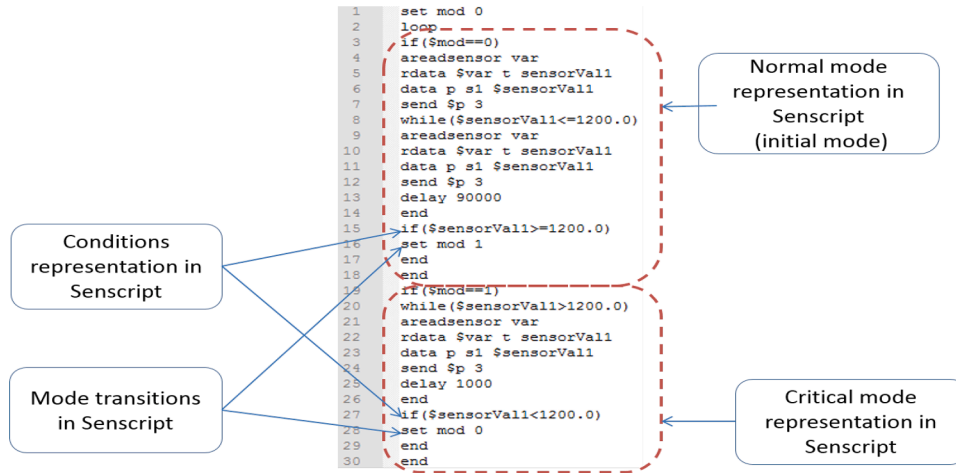 1 set mod 0
2 loop
3 if($mod==0)
4 areadsensor var
5 rdata $var t sensorVal1
6 data p s1 $sensorVal1
7 send $p 3
8 while($sensorVal1<=1200.0)
9 areadsensor var
10 rdata $var t sensorVal1
11 data p s1 $sensorVal1
12 send $p 3
13 delay 90000
14 end
15 if($sensorVal1>=1200.0)
16 set mod 1
17 end
18 end
19 if($mod==1)
20 while($sensorVal1>1200.0)
21 areadsensor var
22 rdata $var t sensorVal1
23 data p s1 $sensorVal1
24 send $p 3
25 delay 1000
26 end
27 if($sensorVal1<1200.0)
28 set mod 0
29 end
30 end
Normal mode
representation in
Senscript
(initial mode)
Conditions
representation in
Senscript
Mode transitions
in Senscript
Critical mode
representation in
Senscript